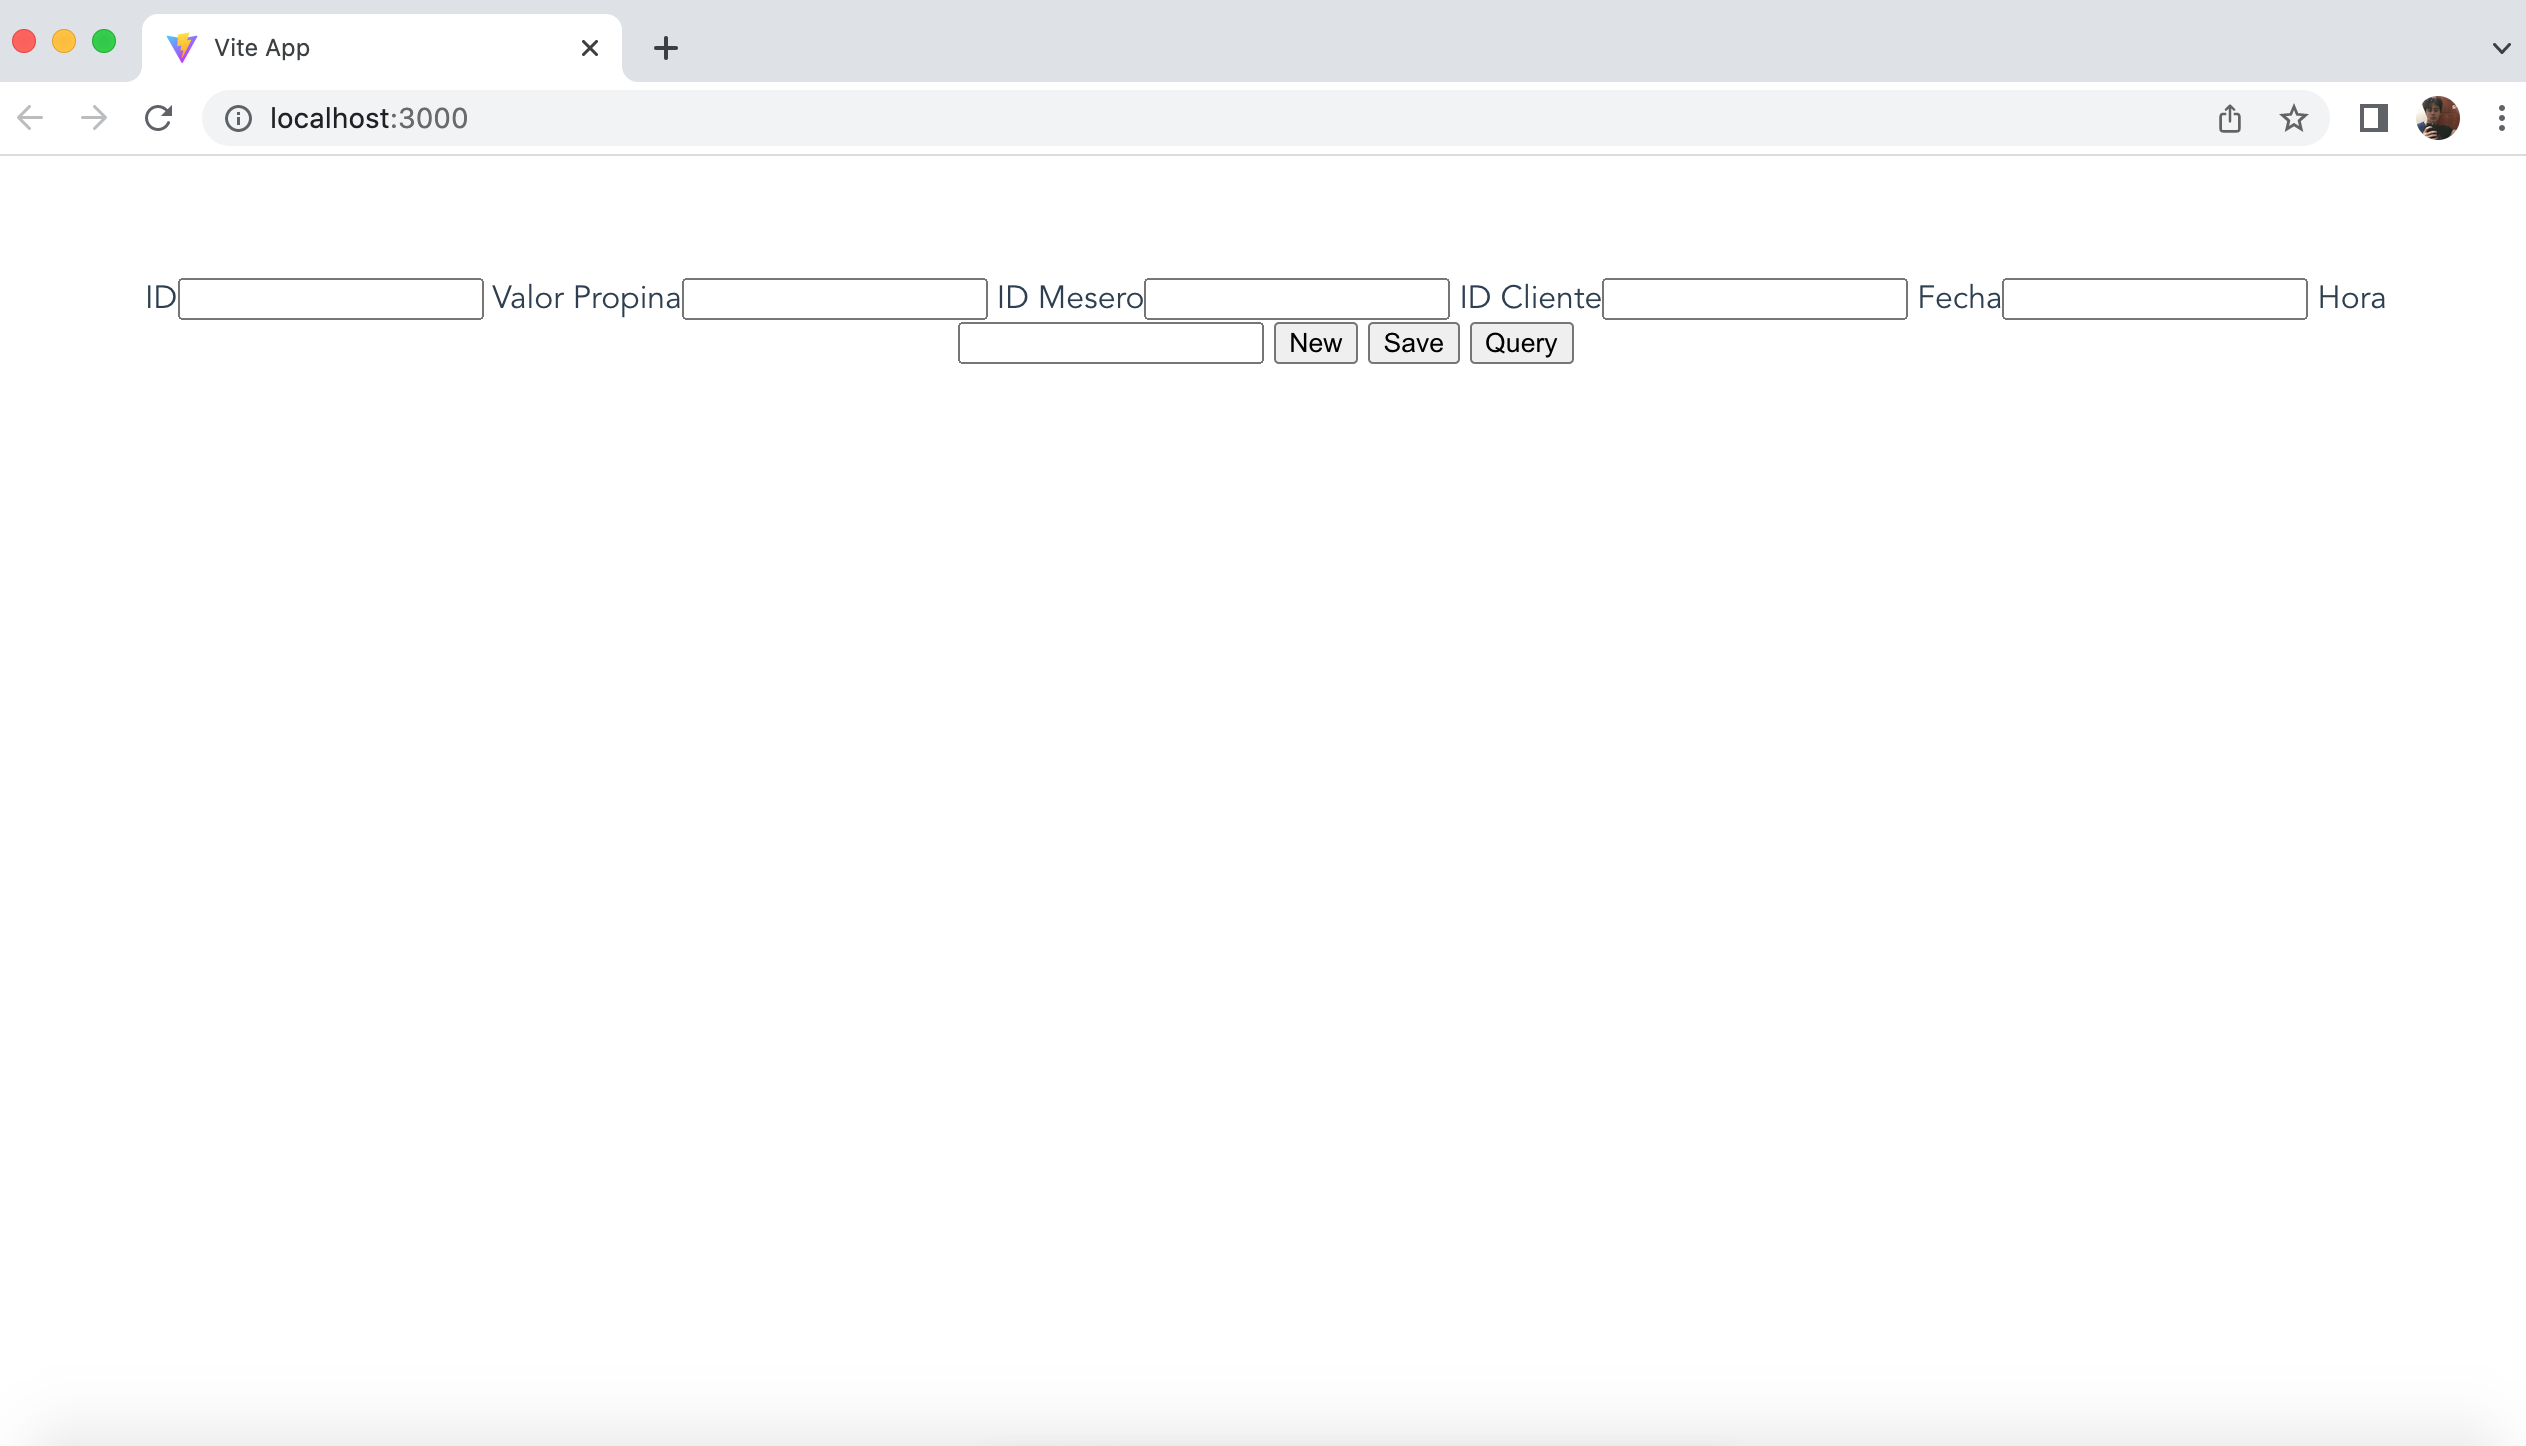 Vite App
localhost:3000
ID Valor Propina ID Mesero ID Cliente Fecha Hora
New Save Query